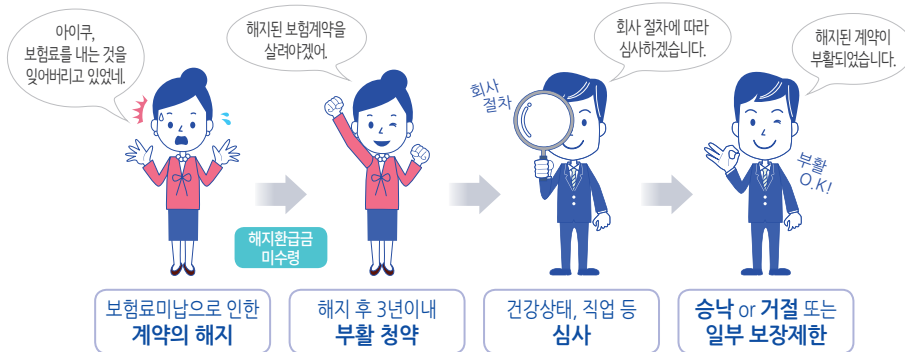 아이쿠,
보험료를 내는 것을
잊어버리고 있었네.
해지된 보험계약을
살려야겠어.
회사 절차에 따라
심사하겠습니다.
해지된 계약이
부활되었습니다.
회사
절차
부활
O.K!
해지환급금
미수령
보험료미납으로 인한
계약의 해지
해지 후 3년이내
부활 청약
건강상태, 직업 등
심사
승낙 or 거절 또는
일부 보장제한